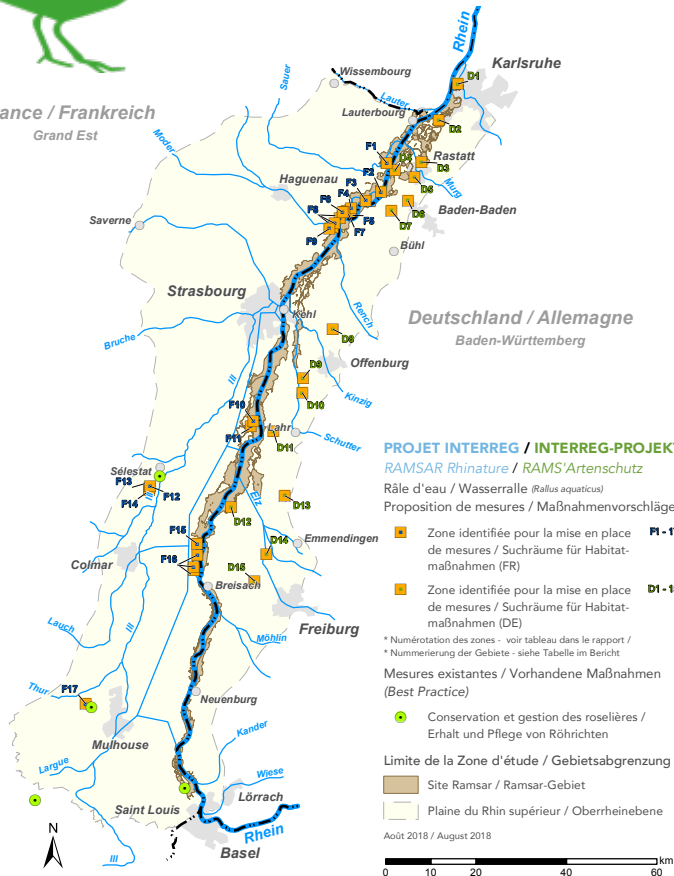 Rhein
Karlsruhe
Wissembourg
D1
Sauer
Lauter
Lauterbourg
D2
ance / Frankreich
Grand Est
Moder
F1
D4
Rastatt
D3
Haguenau
F2
F3
D5
Murg
F4
F6
D6
F8
F5
Baden-Baden
F7
D7
F9
Saverne
Bühl
Strasbourg
Rench
Kehl
Deutschland / Allemagne
Baden-Württemberg
Bruche
D8
Ill
Offenburg
D9
D10
Kinzig
F10
Lahr
F11
D11
Schutter
PROJET INTERREG / INTERREG-PROJEKT
RAMSAR Rhinature / RAMS'Artenschutz
Sélestat
Râle d'eau / Wasserralle (Rallus aquaticus)
Proposition de mesures / Maßnahmenvorschläge
F13
F12
F14
Ill
Elz
D13
D12
Zone identifiée pour la mise en place
F1 - 17
de mesures / Suchräume für Habitat-
maßnahmen (FR)
F15
Emmendingen
D14
F16
Colmar
D15
Breisach
Zone identifiée pour la mise en place
D1 - 15
de mesures / Suchräume für Habitat-
maßnahmen (DE)
Lauch
Ill
Freiburg
Möhlin
* Numérotation des zones - voir tableau dans le rapport /
* Nummerierung der Gebiete - siehe Tabelle im Bericht
Mesures existantes / Vorhandene Maßnahmen
(Best Practice)
Thur
F17
Neuenburg
Conservation et gestion des roselières /
Erhalt und Pflege von Röhrichten
Mulhouse
Kander
Largue
Limite de la Zone d'étude / Gebietsabgrenzung
Wiese
Site Ramsar / Ramsar-Gebiet
Saint Louis
Lörrach
Plaine du Rhin supérieur / Oberrheinebene
N
Rhein
Août 2018 / August 2018
Ill
Basel
km
0 10 20 40 60